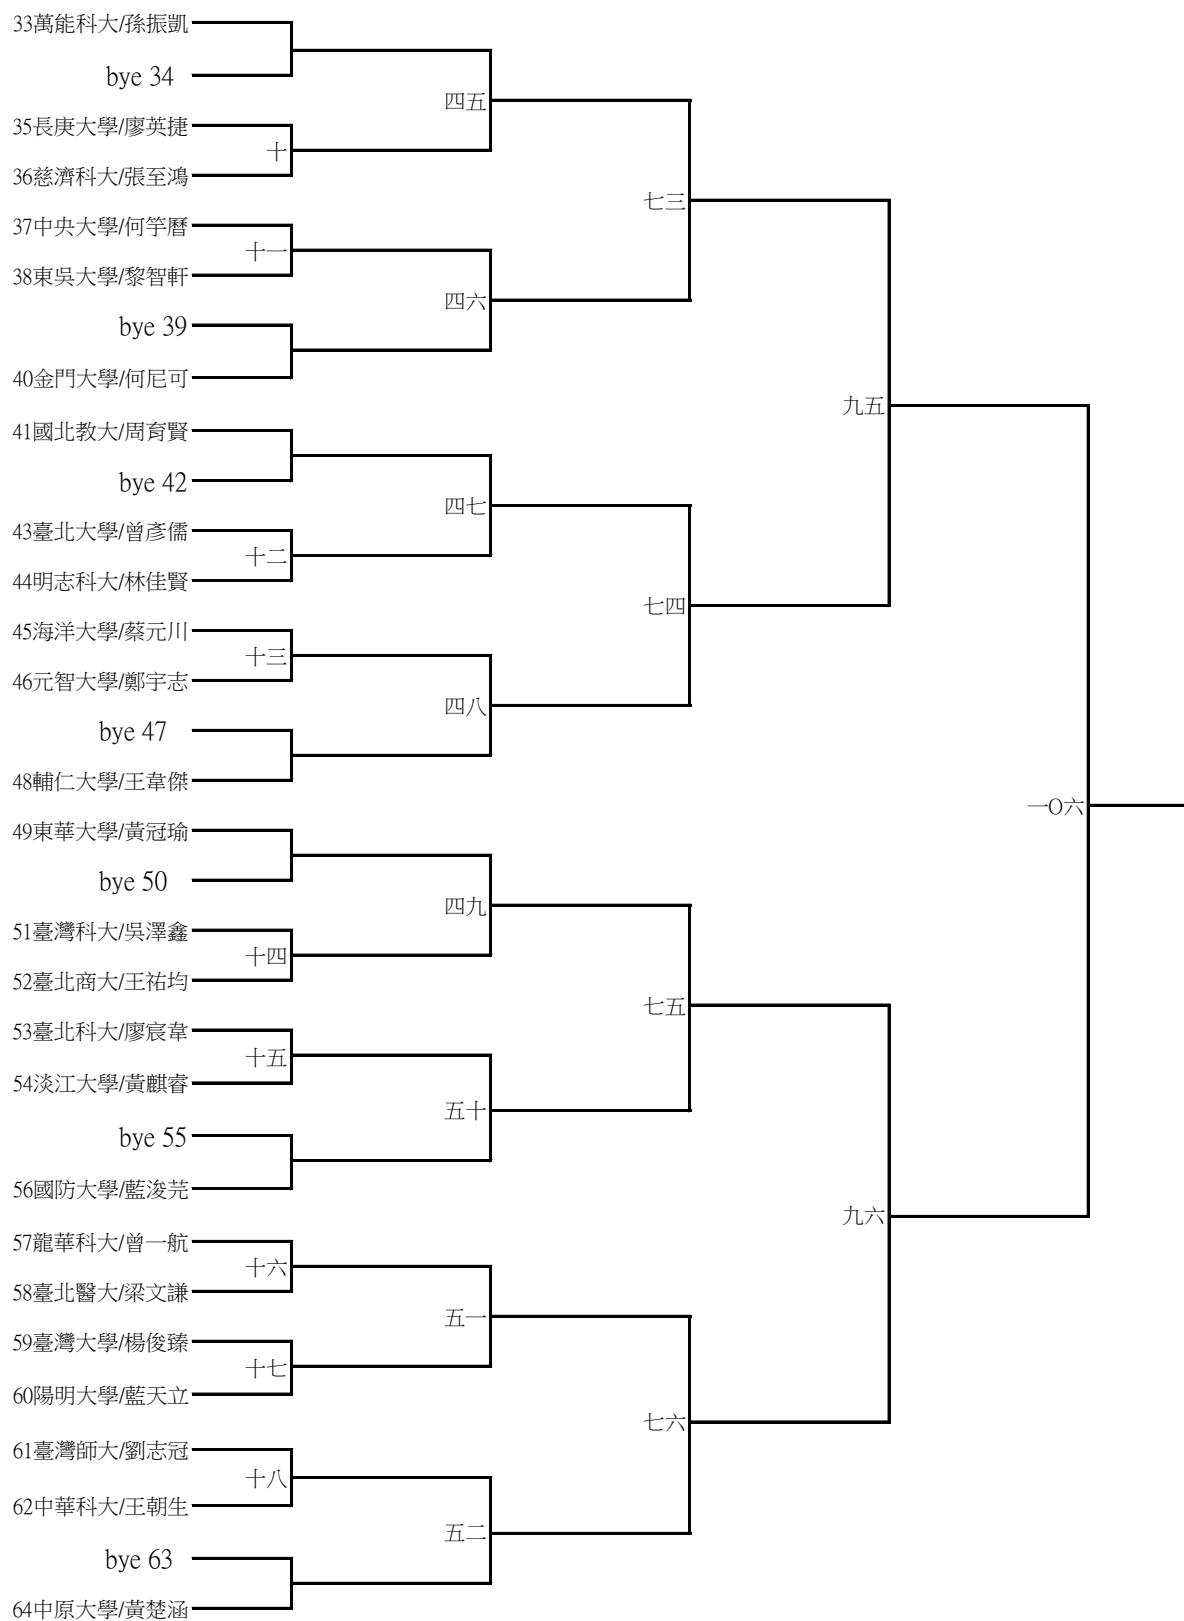 33萬能科大/孫振凱
bye 34
四五
35長庚大學/廖英捷
十
36慈濟科大/張至鴻
七三
37中央大學/何竽曆
十一
38東吳大學/黎智軒
四六
bye 39
40金門大學/何尼可
九五
41國北教大/周育賢
bye 42
四七
43臺北大學/曾彥儒
十二
44明志科大/林佳賢
七四
45海洋大學/蔡元川
十三
46元智大學/鄭宇志
四八
bye 47
48輔仁大學/王韋傑
一O六
49東華大學/黃冠瑜
bye 50
四九
51臺灣科大/吳澤鑫
十四
52臺北商大/王祐均
七五
53臺北科大/廖宸韋
十五
54淡江大學/黃麒睿
五十
bye 55
56國防大學/藍浚芫
九六
57龍華科大/曾一航
十六
58臺北醫大/梁文謙
五一
59臺灣大學/楊俊臻
十七
60陽明大學/藍天立
七六
61臺灣師大/劉志冠
十八
62中華科大/王朝生
五二
bye 63
64中原大學/黃楚涵